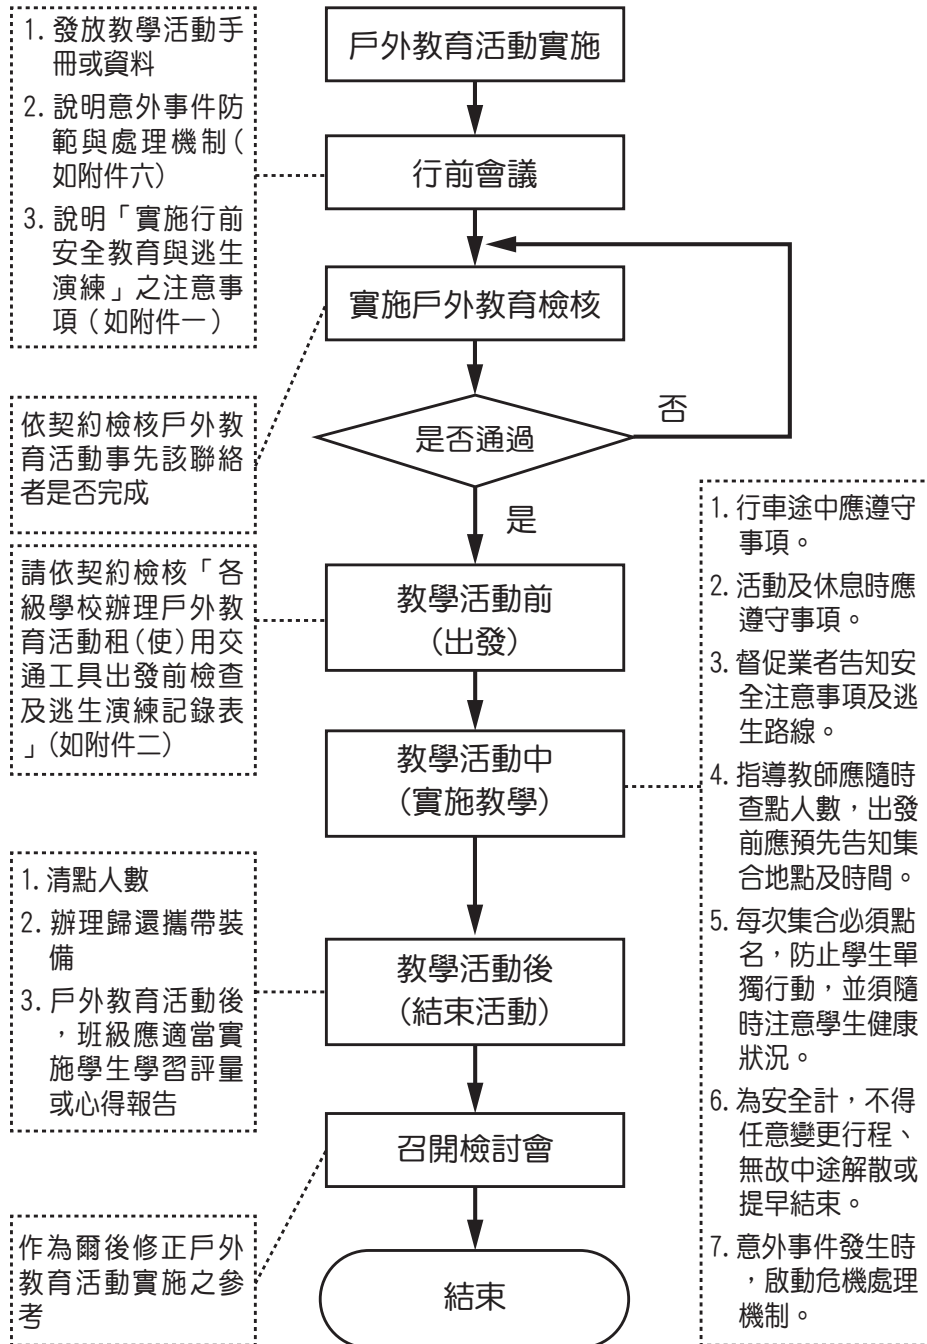 戶外教育活動實施
1. 發放教學活動手
冊或資料
2. 說明意外事件防
範與處理機制(
如附件六)
3. 說明「實施行前
安全教育與逃生
演練」之注意事
項(如附件一)
行前會議
實施戶外教育檢核
依契約檢核戶外教
育活動事先該聯絡
者是否完成
是否通過
否
是
請依契約檢核「各
級學校辦理戶外教
育活動租(使)用交
通工具出發前檢查
及逃生演練記錄表
」(如附件二)
教學活動前
(出發)
教學活動中
(實施教學)
1. 行車途中應遵守
事項。
2. 活動及休息時應
遵守事項。
3. 督促業者告知安
全注意事項及逃
生路線。
4. 指導教師應隨時
查點人數,出發
前應預先告知集
合地點及時間。
5. 每次集合必須點
名,防止學生單
獨行動,並須隨
時注意學生健康
狀況。
6. 為安全計,不得
任意變更行程、
無故中途解散或
提早結束。
7. 意外事件發生時
,啟動危機處理
機制。
1. 清點人數
2. 辦理歸還攜帶裝
備
3. 戶外教育活動後
,班級應適當實
施學生學習評量
或心得報告
教學活動後
(結束活動)
召開檢討會
作為爾後修正戶外
教育活動實施之參
考
結束